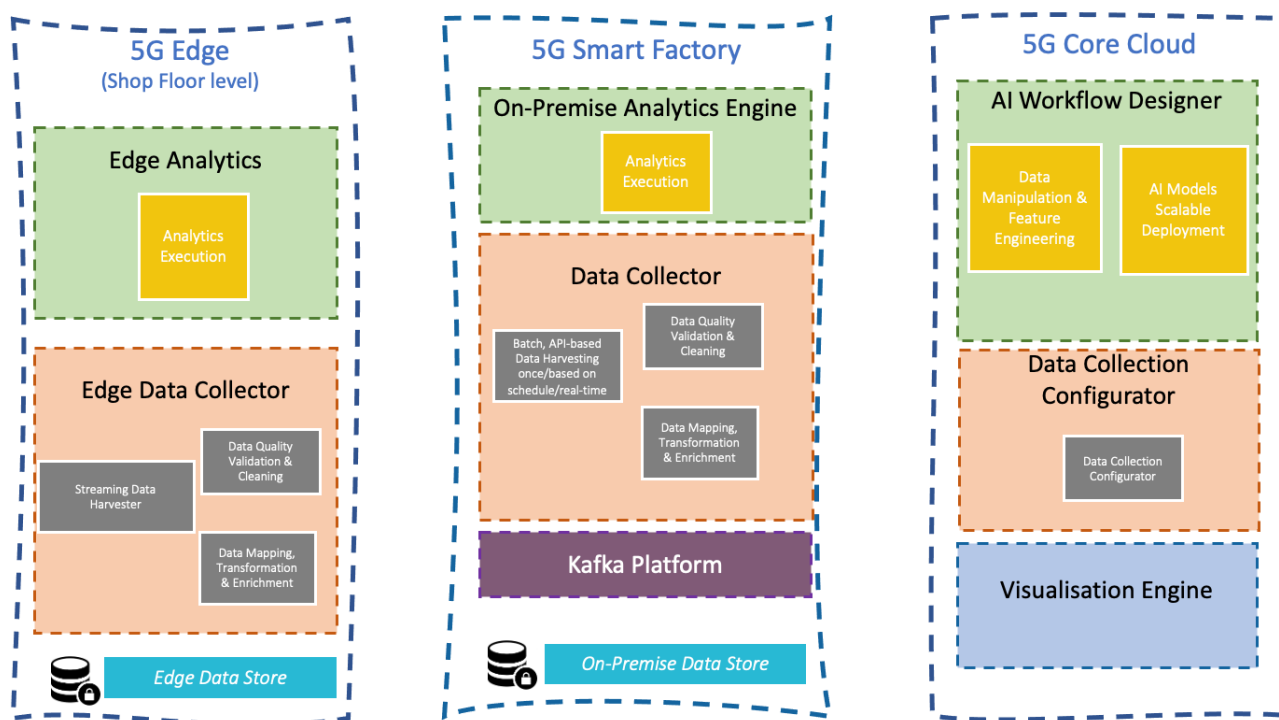 5G Edge
(Shop Floor level)
Edge Analytics
Analytics
Execution
Edge Data Collector
Data Quality
Validation &
Cleaning
Streaming Data
Harvester
Data Mapping,
Transformation
& Enrichment
Edge Data Store
5G Smart Factory
On-Premise Analytics Engine
Analytics
Execution
Data Collector
Data Quality
Validation &
Cleaning
Batch, API-based
Data Harvesting
once/based on
schedule/real-time
Data Mapping,
Transformation
& Enrichment
Kafka Platform
On-Premise Data Store
5G Core Cloud
AI Workflow Designer
Data
Manipulation &
Feature
Engineering
AI Models
Scalable
Deployment
Data Collection
Configurator
Data Collection
Configurator
Visualisation Engine